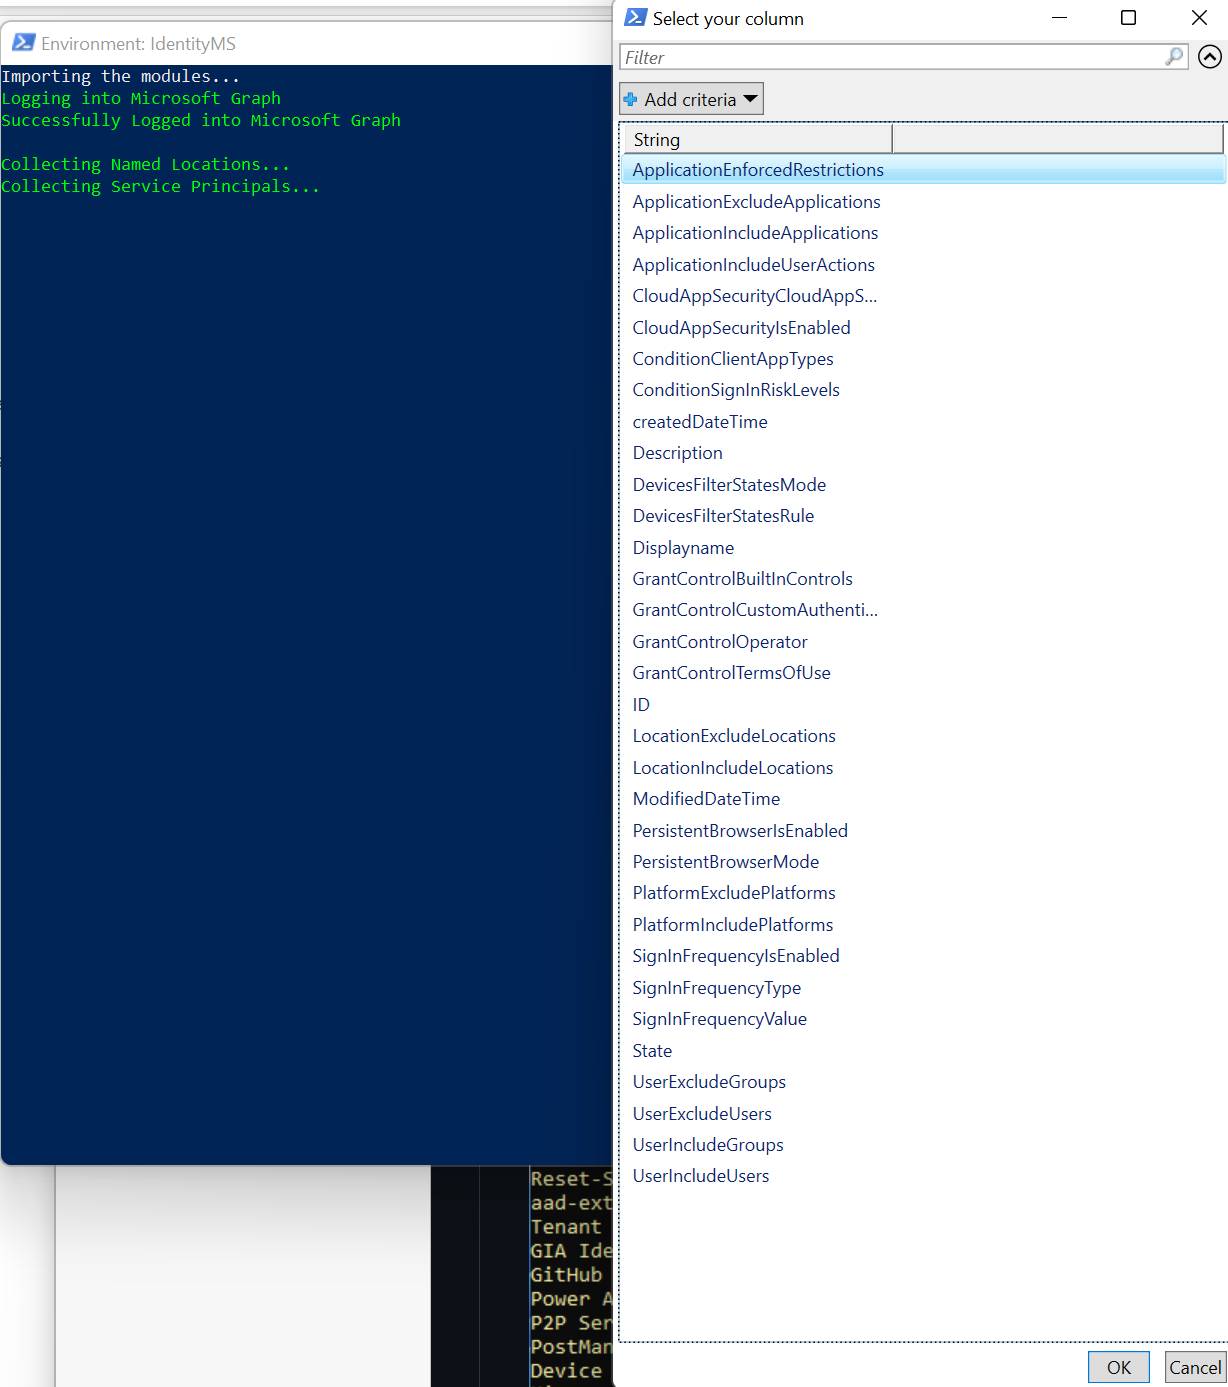 Environment: IdentityMS
Importing the modules...
Logging into Microsoft Graph
Successfully Logged into Microsoft Graph
Collecting Named Locations...
Collecting Service Principals...
Reset-S
aad-ext
Tenant
GIA Ide
GitHub
Power A
P2P Ser
PostMan
Device
Select your column
Filter
Add criteria
String
ApplicationEnforcedRestrictions
ApplicationExcludeApplications
ApplicationIncludeApplications
ApplicationIncludeUserActions
CloudAppSecurityCloudAppS...
CloudAppSecurityIsEnabled
ConditionClientAppTypes
ConditionSignInRiskLevels
createdDateTime
Description
DevicesFilterStatesMode
DevicesFilterStatesRule
Displayname
GrantControlBuiltInControls
GrantControlCustomAuthenti...
GrantControlOperator
GrantControlTermsOfUse
ID
LocationExcludeLocations
LocationIncludeLocations
ModifiedDateTime
PersistentBrowserIsEnabled
PersistentBrowserMode
PlatformExcludePlatforms
PlatformIncludePlatforms
SignInFrequencyIsEnabled
SignInFrequencyType
SignInFrequencyValue
State
UserExcludeGroups
UserExcludeUsers
UserIncludeGroups
UserIncludeUsers
OK
Cancel